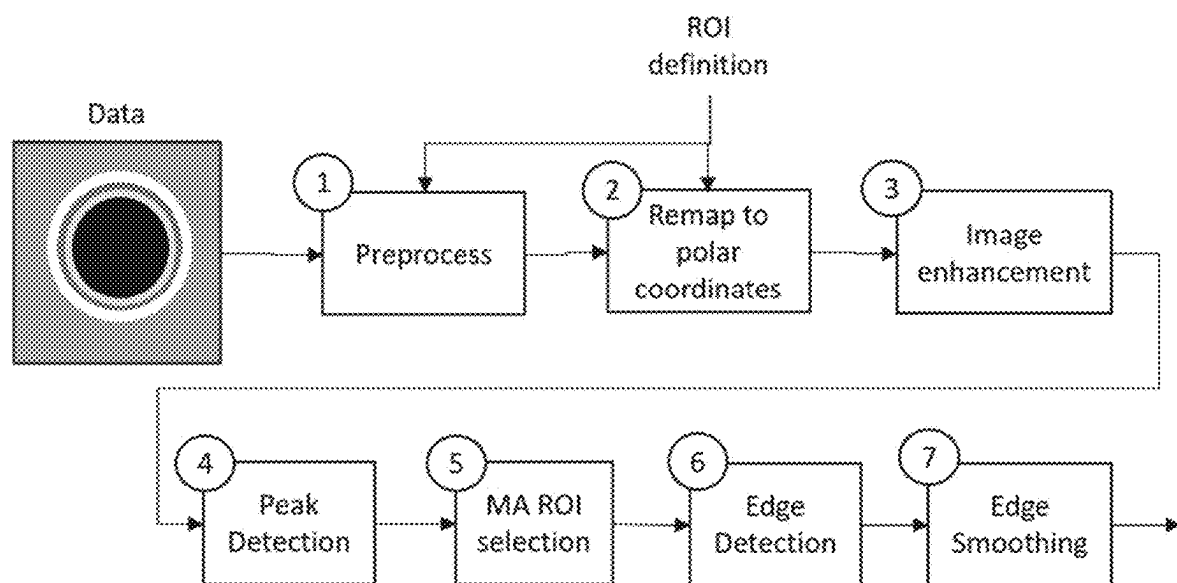 ROI
definition
Data
1
Preprocess
2
Remap to
polar
coordinates
3
Image
enhancement
4
Peak
Detection
5
MA ROI
selection
6
Edge
Detection
7
Edge
Smoothing